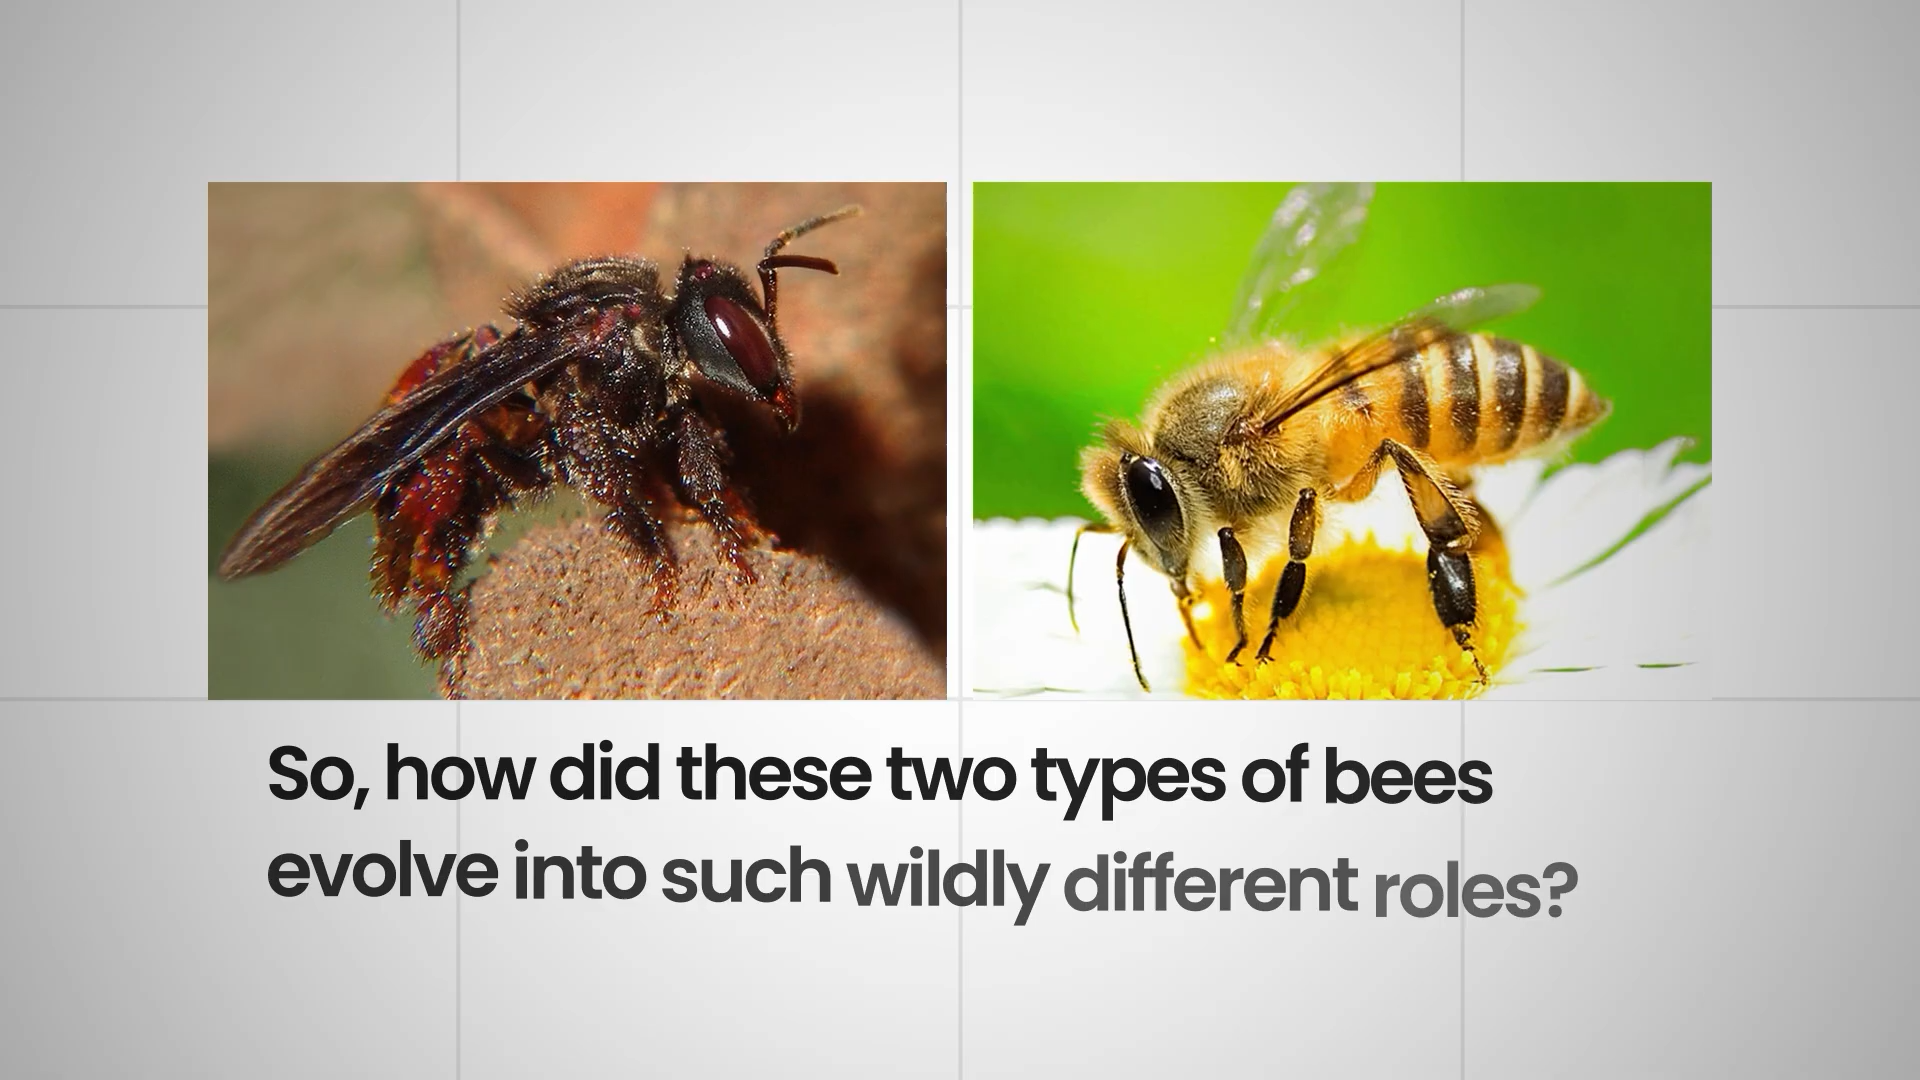 So, how did these two types of bees
evolve into such wildly different roles?